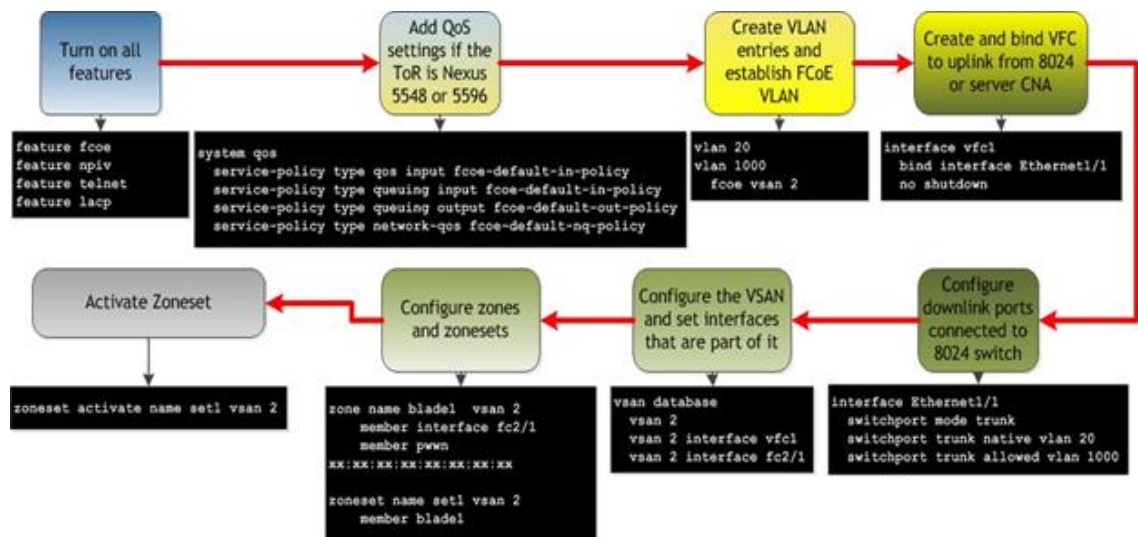 Turn on all
features
Add QoS
settings if the
ToR is Nexus
5548 or 5596
Create VLAN
entries and
establish FCoE
VLAN
Create and bind VFC
to uplink from 8024
or server CNA
feature fcoe
feature npiv
feature telnet
feature lacp
system qos
service-policy type qos input fcoe-default-in-policy
service-policy type queuing input fcoe-default-in-policy
service-policy type queuing output fcoe-default-out-policy
service-policy type network-qos fcoe-default-nq-policy
vlan 20
vlan 1000
fcoe vsan 2
interface vfc1
bind interface Ethernet1/1
no shutdown
Activate Zoneset
Configure zones
and zonesets
Configure the VSAN
and set interfaces
that are part of it
Configure
downlink ports
connected to
8024 switch
zoneset activate name set1 vsan 2
zone name blade1 vsan 2
member interface fc2/1
member pwwn
xx:xx:xx:xx:xx:xx:xx:xx
zoneset name set1 vsan 2
member blade1
vsan database
vsan 2
vsan 2 interface vfc1
vsan 2 interface fc2/1
interface Ethernet1/1
switchport mode trunk
switchport trunk native vlan 20
switchport trunk allowed vlan 1000